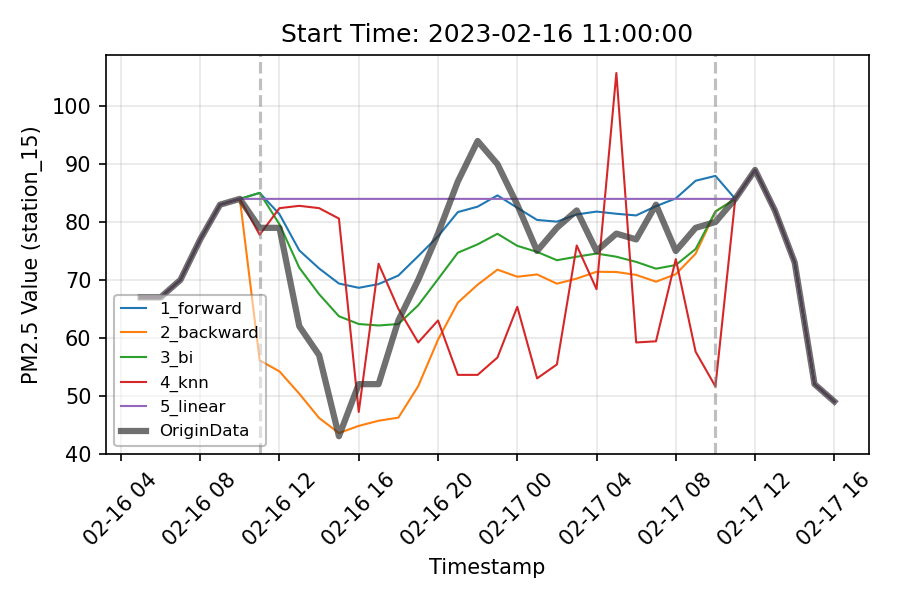 Start Time: 2023-02-16 11:00:00
PM2.5 Value (station_15)
100
90
80
70
60
50
40
1_forward
2_backward
3_bi
4_knn
5_linear
OriginData
02-16 04
02-16 08
02-16 12
02-16 16
02-16 20
02-17 00
02-17 04
02-17 08
02-17 12
02-17 16
Timestamp